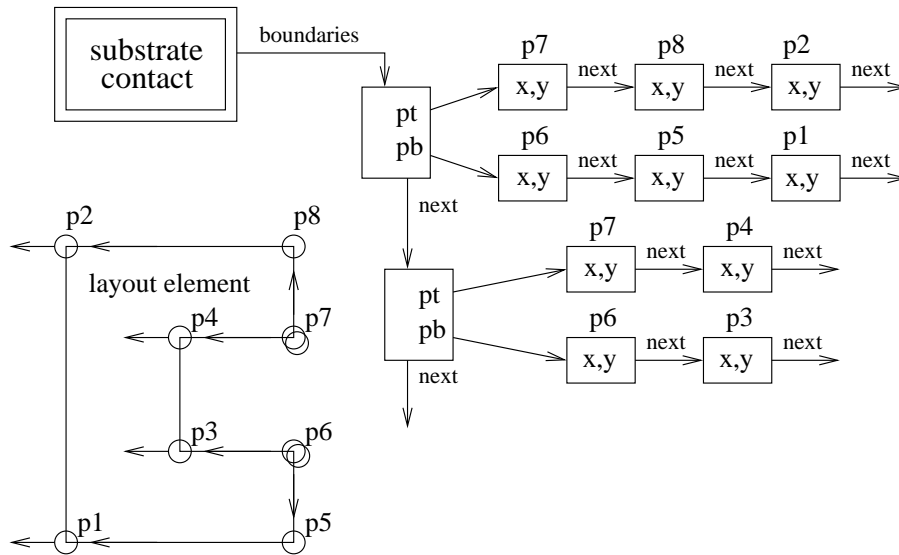 substrate
contact
boundaries
p7 p8 p2
x,y next x,y next x,y next
pt
pb
p6 p5 p1
x,y next x,y next x,y next
next
p2 p8
layout element
p4 p7
p3 p6
p1 p5
p7 p4
x,y next x,y next
pt
pb
p6 p3
x,y next x,y next
next